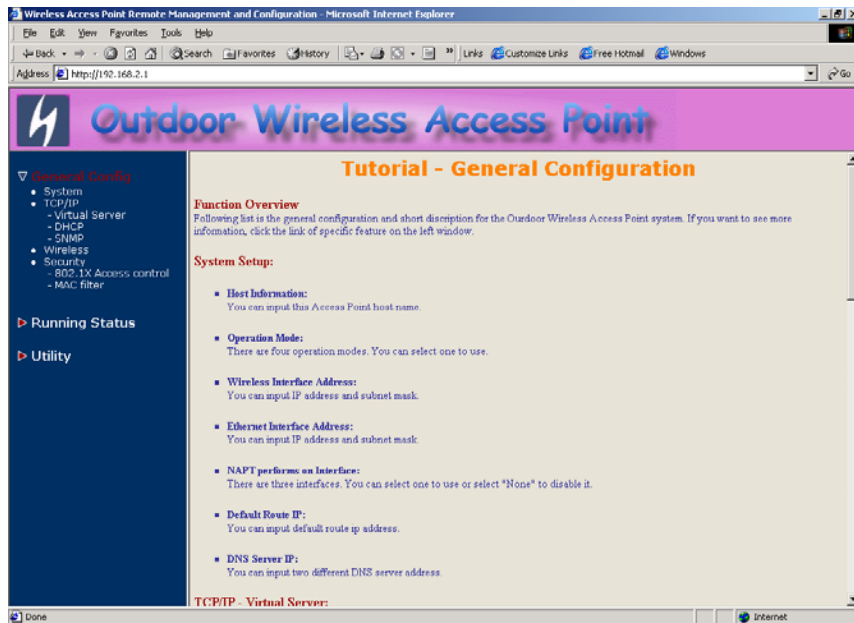 Wireless Access Point Remote Management and Configuration - Microsoft Internet Explorer
File Edit View Favorites Tools Help
Back Search Favorites History Links Customize Links Free Hotmail Windows
Address http://192.168.2.1 Go
Outdoor Wireless Access Point
General Config
System
TCP/IP
- Virtual Server
- DHCP
- SNMP
Wireless
Security
- 802.1X Access control
- MAC filter
Running Status
Utility
Tutorial - General Configuration
Function Overview
Following list is the general configuration and short discription for the Ourdoor Wireless Access Point system. If you want to see more
information, click the link of specific feature on the left window.
System Setup:
Host Information:
You can input this Access Point host name.
Operation Mode:
There are four operation modes. You can select one to use.
Wireless Interface Address:
You can input IP address and subnet mask.
Ethernet Interface Address:
You can input IP address and subnet mask.
NAPT performs on Interface:
There are three interfaces. You can select one to use or select "None" to disable it.
Default Route IP:
You can input default route ip address.
DNS Server IP:
You can input two different DNS server address.
TCP/IP - Virtual Server:
Done
Internet